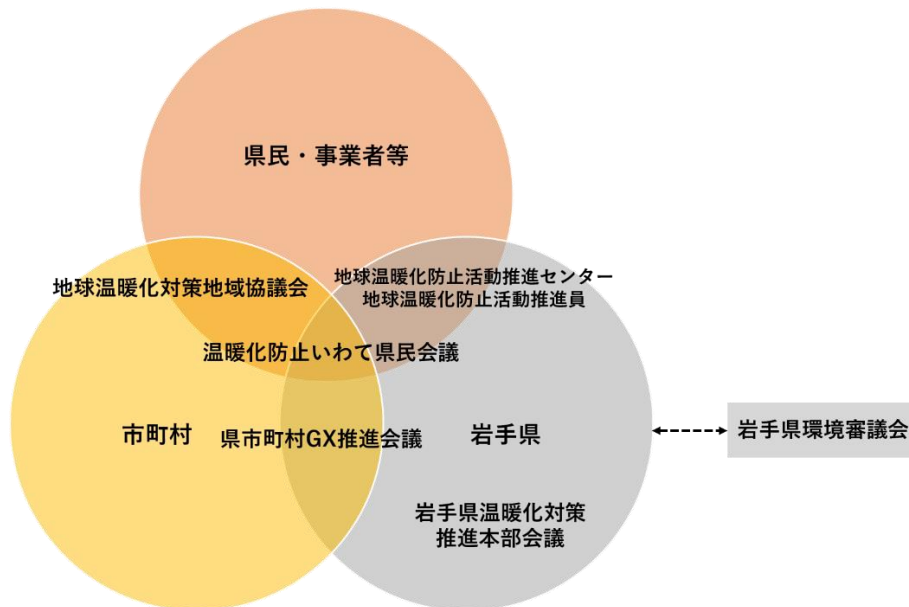 県民・事業者等
地球温暖化防止活動推進センター
地球温暖化対策地域協議会
地球温暖化防止活動推進員
温暖化防止いわて県民会議
市町村
県市町村GX推進会議
岩手県
岩手県環境審議会
岩手県温暖化対策
推進本部会議